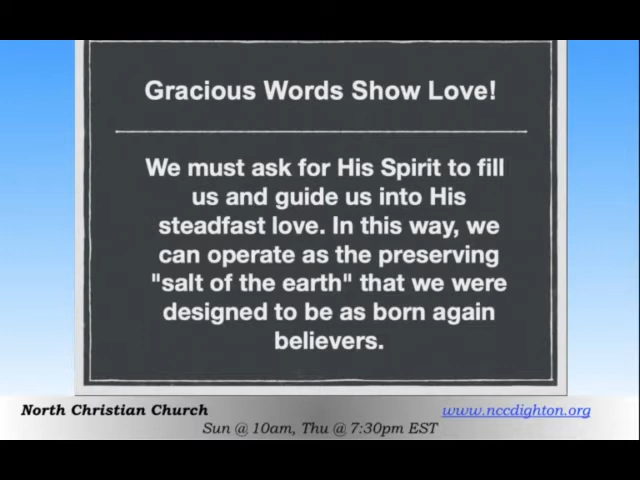 Gracious Words Show Love!
We must ask for His Spirit to fill
us and guide us into His
steadfast love. In this way, we
can operate as the preserving
"salt of the earth" that we were
designed to be as born again
believers.
North Christian Church
www.nccdighton.org
Sun @ 10am, Thu @ 7:30pm EST